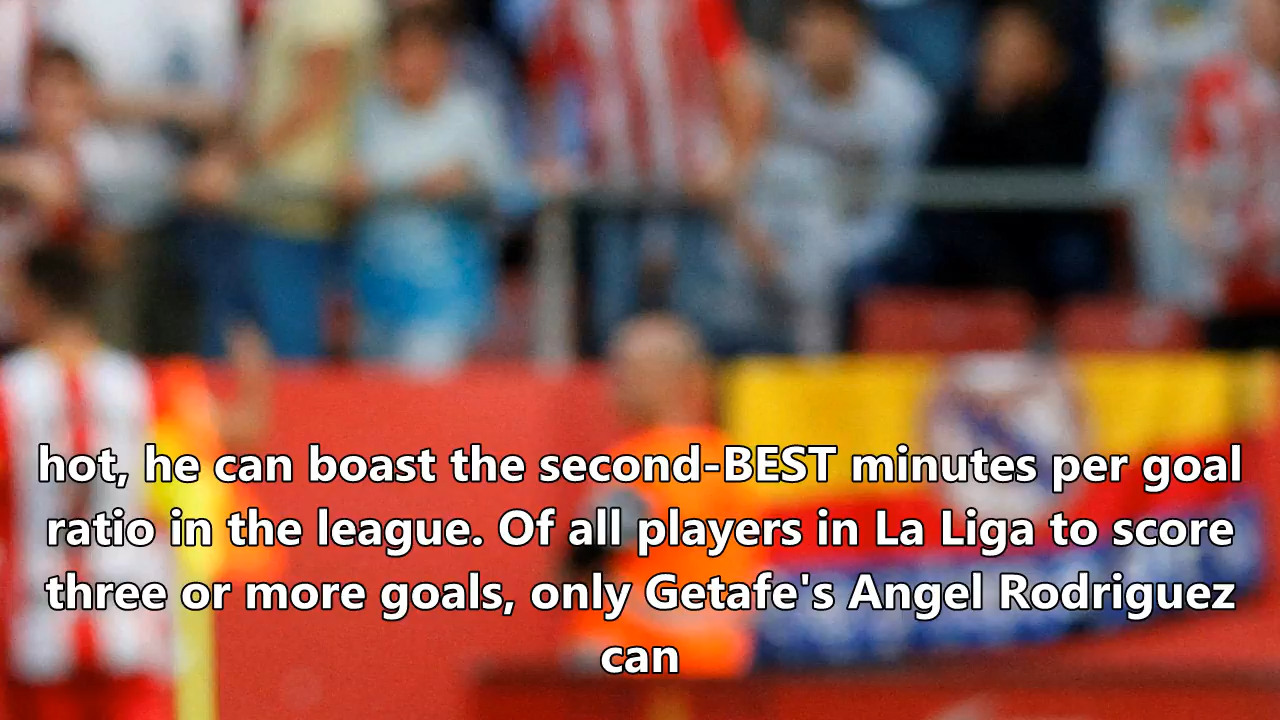 hot, he can boast the second-BEST minutes per goal
ratio in the league. Of all players in La Liga to score
three or more goals, only Getafe's Angel Rodriguez
can